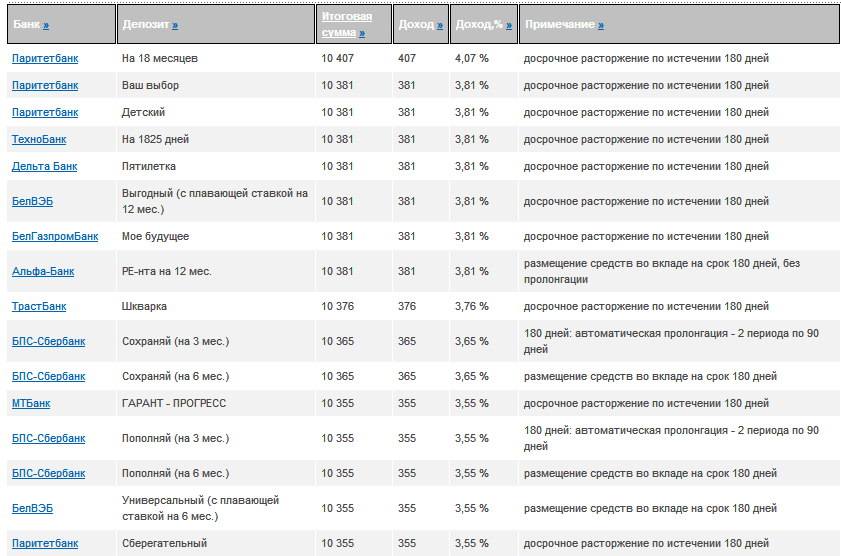 Банк » Депозит » Итоговая сумма » Доход » Доход,% » Примечание »
Паритетбанк На 18 месяцев 10 407 407 4,07 % досрочное расторжение по истечении 180 дней
Паритетбанк Ваш выбор 10 381 381 3,81 % досрочное расторжение по истечении 180 дней
Паритетбанк Детский 10 381 381 3,81 % досрочное расторжение по истечении 180 дней
ТехноБанк На 1825 дней 10 381 381 3,81 % досрочное расторжение по истечении 180 дней
Дельта Банк Пятилетка 10 381 381 3,81 % досрочное расторжение по истечении 180 дней
БелВЭБ Выгодный (с плавающей ставкой на 12 мес.) 10 381 381 3,81 % досрочное расторжение по истечении 180 дней
БелГазпромБанк Мое будущее 10 381 381 3,81 % досрочное расторжение по истечении 180 дней
Альфа-Банк РЕ-нта на 12 мес. 10 381 381 3,81 % размещение средств во вкладе на срок 180 дней, без пролонгации
ТрастБанк Шкварка 10 376 376 3,76 % досрочное расторжение по истечении 180 дней
БПС-Сбербанк Сохраняй (на 3 мес.) 10 365 365 3,65 % 180 дней: автоматическая пролонгация - 2 периода по 90 дней
БПС-Сбербанк Сохраняй (на 6 мес.) 10 365 365 3,65 % размещение средств во вкладе на срок 180 дней
МТБанк ГАРАНТ - ПРОГРЕСС 10 355 355 3,55 % досрочное расторжение по истечении 180 дней
БПС-Сбербанк Пополняй (на 3 мес.) 10 355 355 3,55 % 180 дней: автоматическая пролонгация - 2 периода по 90 дней
БПС-Сбербанк Пополняй (на 6 мес.) 10 355 355 3,55 % размещение средств во вкладе на срок 180 дней
БелВЭБ Универсальный (с плавающей ставкой на 6 мес.) 10 355 355 3,55 % размещение средств во вкладе на срок 180 дней
Паритетбанк Сберегательный 10 355 355 3,55 % досрочное расторжение по истечении 180 дней